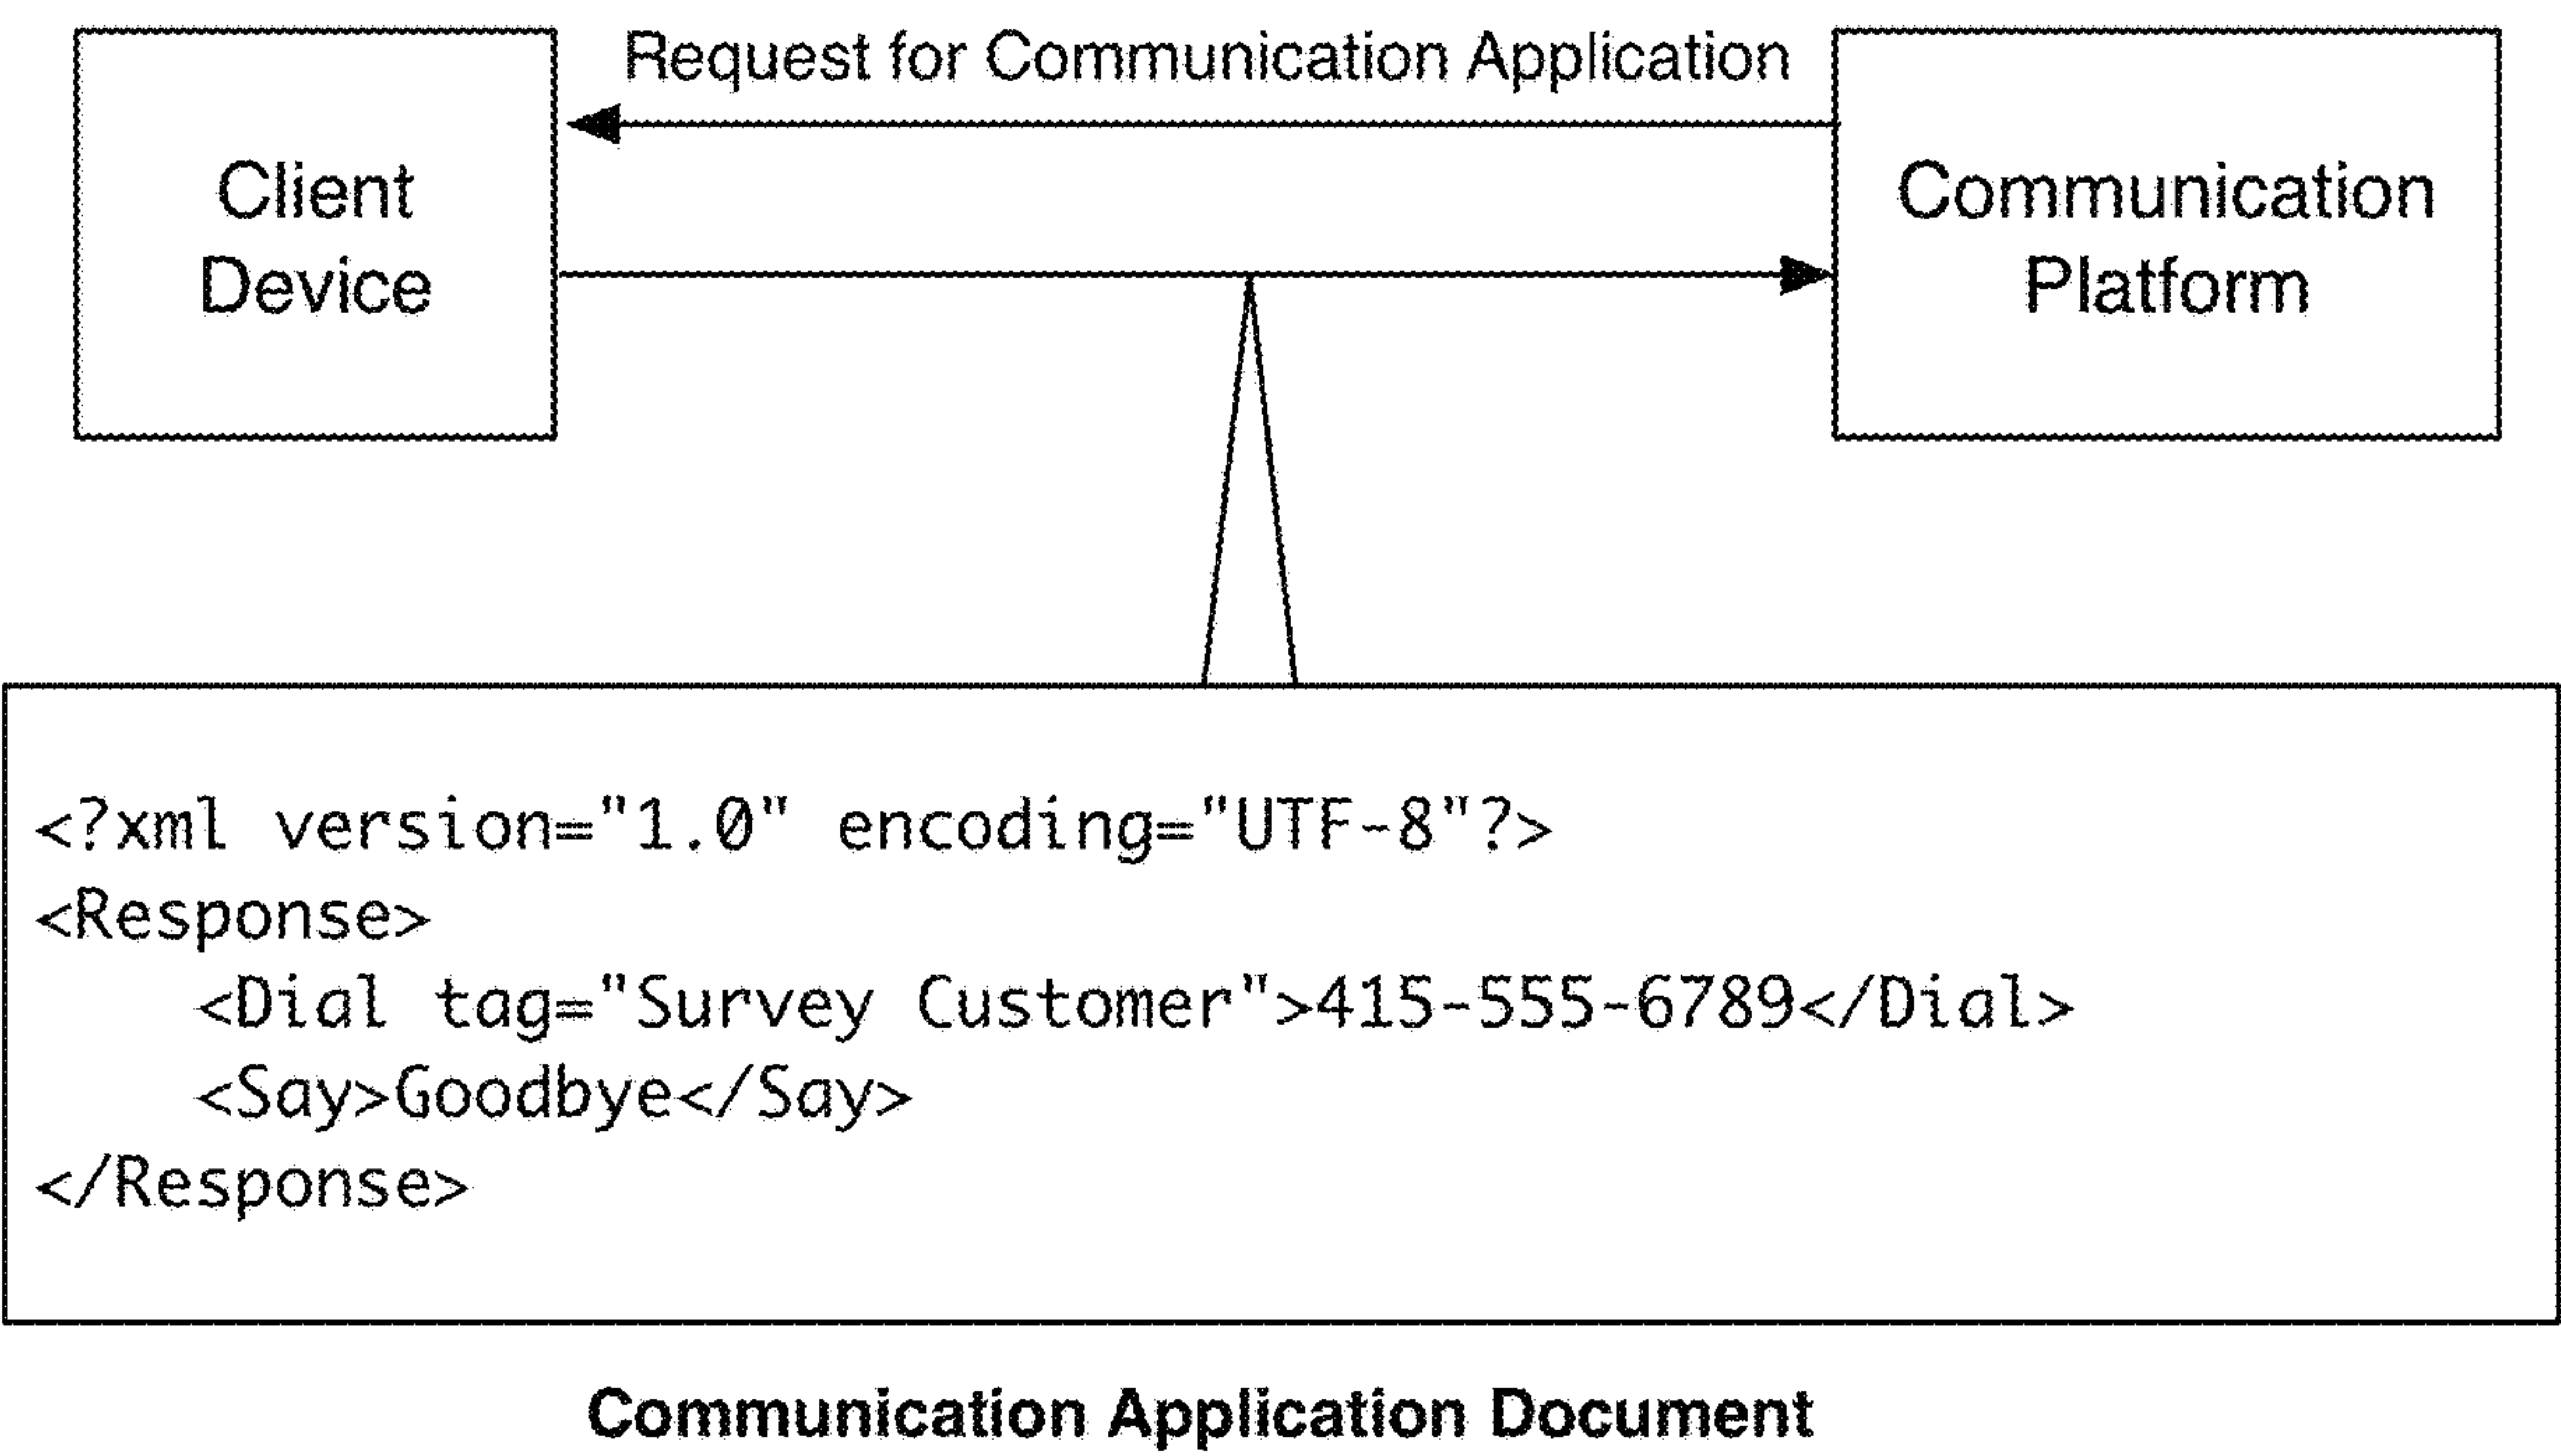 Request for Communication Application
Client
Device
Communication
Platform
<?xml version="1.0" encoding="UTF-8"?>
<Response>
    <Dial tag="Survey Customer">415-555-6789</Dial>
    <Say>Goodbye</Say>
</Response>
Communication Application Document